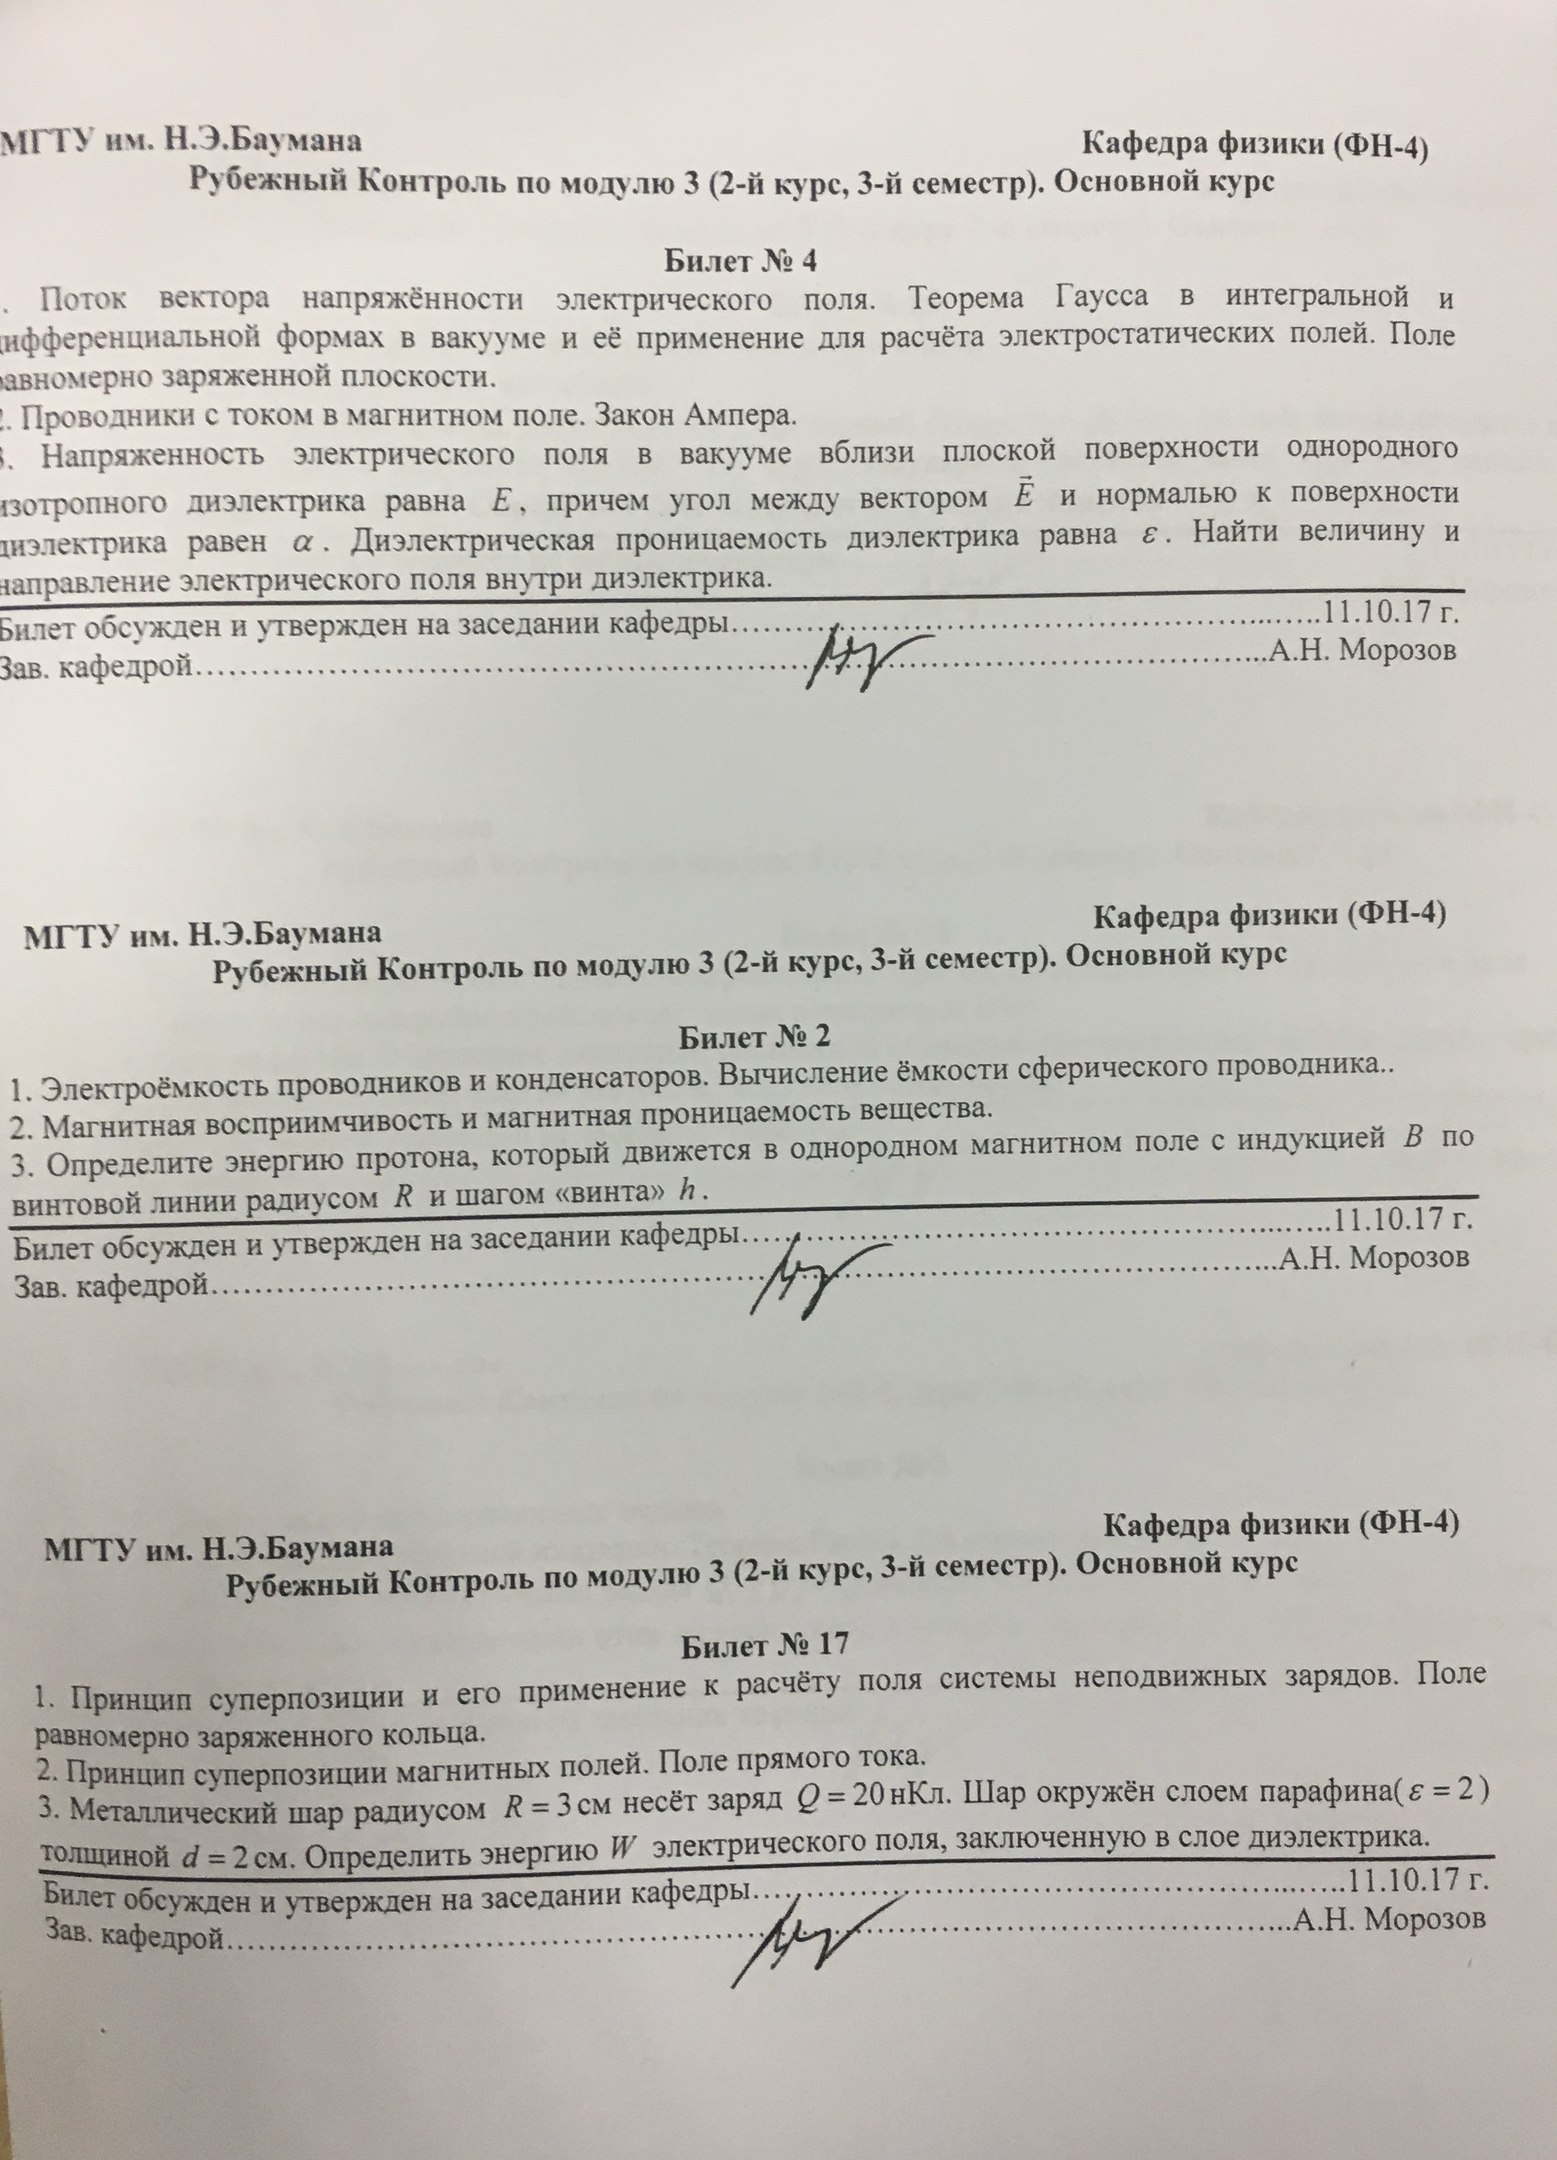 МГТУ им. Н.Э.Баумана Кафедра физики (ФН-4)
Рубежный Контроль по модулю 3 (2-й курс, 3-й семестр). Основной курс
Билет № 4
. Поток вектора напряжённости электрического поля. Теорема Гаусса в интегральной и
дифференциальной формах в вакууме и её применение для расчёта электростатических полей. Поле
равномерно заряженной плоскости.
2. Проводники с током в магнитном поле. Закон Ампера.
3. Напряженность электрического поля в вакууме вблизи плоской поверхности однородного
изотропного диэлектрика равна E, причем угол между вектором E⃗ и нормалью к поверхности
диэлектрика равен α. Диэлектрическая проницаемость диэлектрика равна ε. Найти величину и
направление электрического поля внутри диэлектрика.
Билет обсужден и утвержден на заседании кафедры……………………………………………………..…….11.10.17 г.
Зав. кафедрой…………………………………………………………………………………………...А.Н. Морозов
МГТУ им. Н.Э.Баумана Кафедра физики (ФН-4)
Рубежный Контроль по модулю 3 (2-й курс, 3-й семестр). Основной курс
Билет № 2
1. Электроёмкость проводников и конденсаторов. Вычисление ёмкости сферического проводника..
2. Магнитная восприимчивость и магнитная проницаемость вещества.
3. Определите энергию протона, который движется в однородном магнитном поле с индукцией B по
винтовой линии радиусом R и шагом «винта» h.
Билет обсужден и утвержден на заседании кафедры……………………………………………………..…….11.10.17 г.
Зав. кафедрой…………………………………………………………………………………………...А.Н. Морозов
МГТУ им. Н.Э.Баумана Кафедра физики (ФН-4)
Рубежный Контроль по модулю 3 (2-й курс, 3-й семестр). Основной курс
Билет № 17
1. Принцип суперпозиции и его применение к расчёту поля системы неподвижных зарядов. Поле
равномерно заряженного кольца.
2. Принцип суперпозиции магнитных полей. Поле прямого тока.
3. Металлический шар радиусом R = 3 см несёт заряд Q = 20 нКл. Шар окружён слоем парафина( ε = 2 )
толщиной d = 2 см. Определить энергию W электрического поля, заключенную в слое диэлектрика.
Билет обсужден и утвержден на заседании кафедры……………………………………………………..…….11.10.17 г.
Зав. кафедрой…………………………………………………………………………………………...А.Н. Морозов